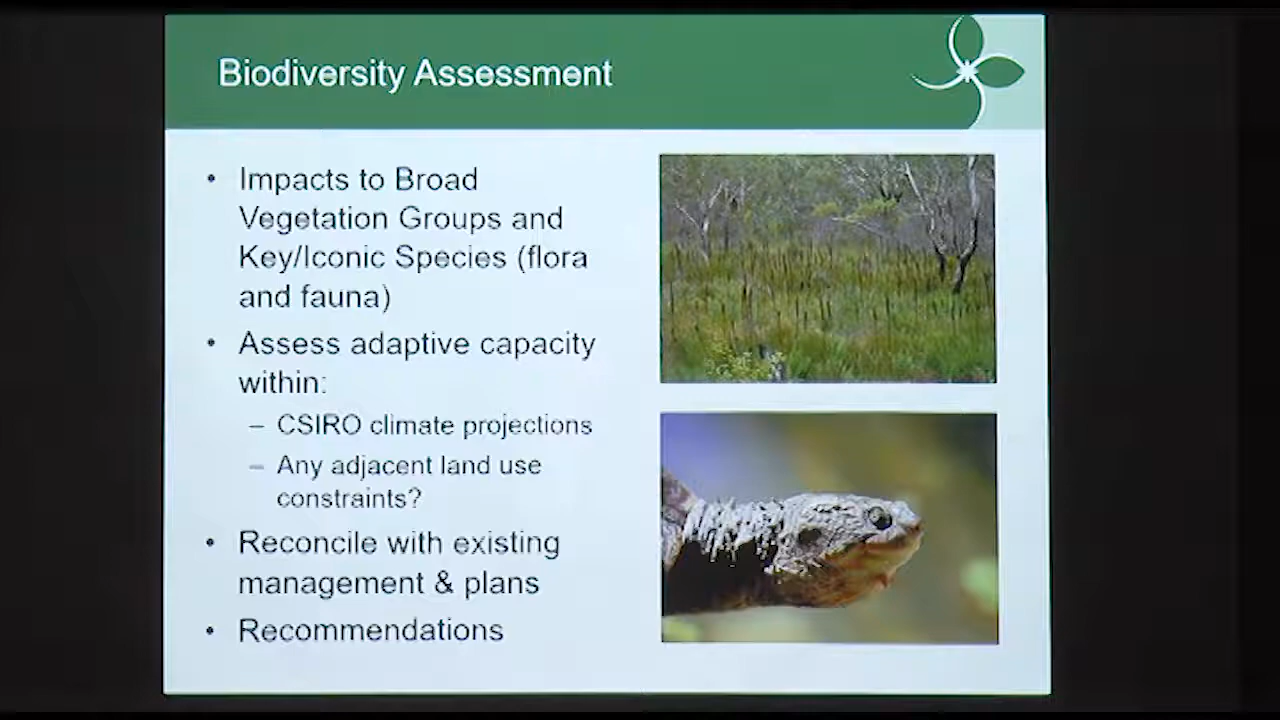 Biodiversity Assessment
• Impacts to Broad
Vegetation Groups and
Key/Iconic Species (flora
and fauna)
• Assess adaptive capacity
within:
– CSIRO climate projections
– Any adjacent land use
constraints?
• Reconcile with existing
management & plans
• Recommendations